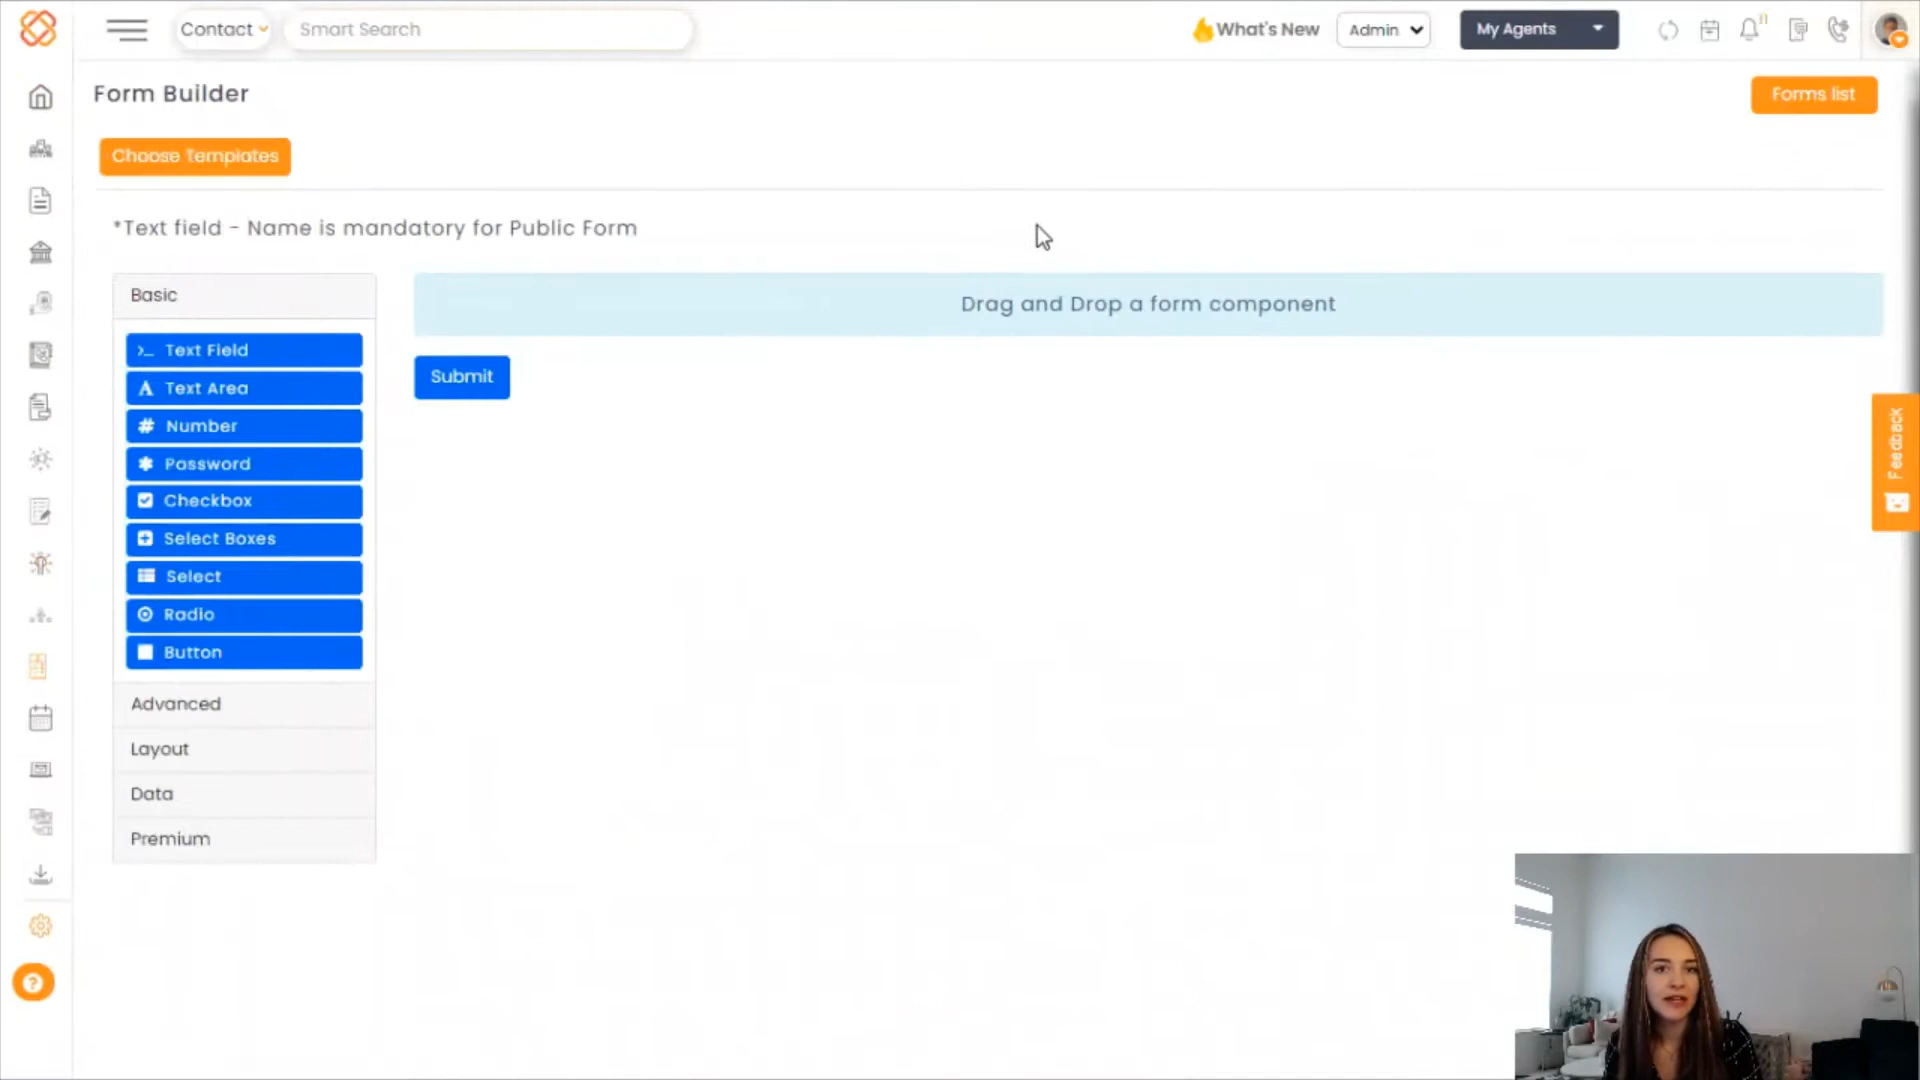 Contact
Smart Search
What's New
Admin
My Agents
11
Form Builder
Forms list
Choose Templates
*Text field - Name is mandatory for Public Form
Basic
Drag and Drop a form component
Text Field
Submit
Text Area
Number
Password
Checkbox
Select Boxes
Select
Radio
Button
Advanced
Layout
Data
Premium
Feedback
?